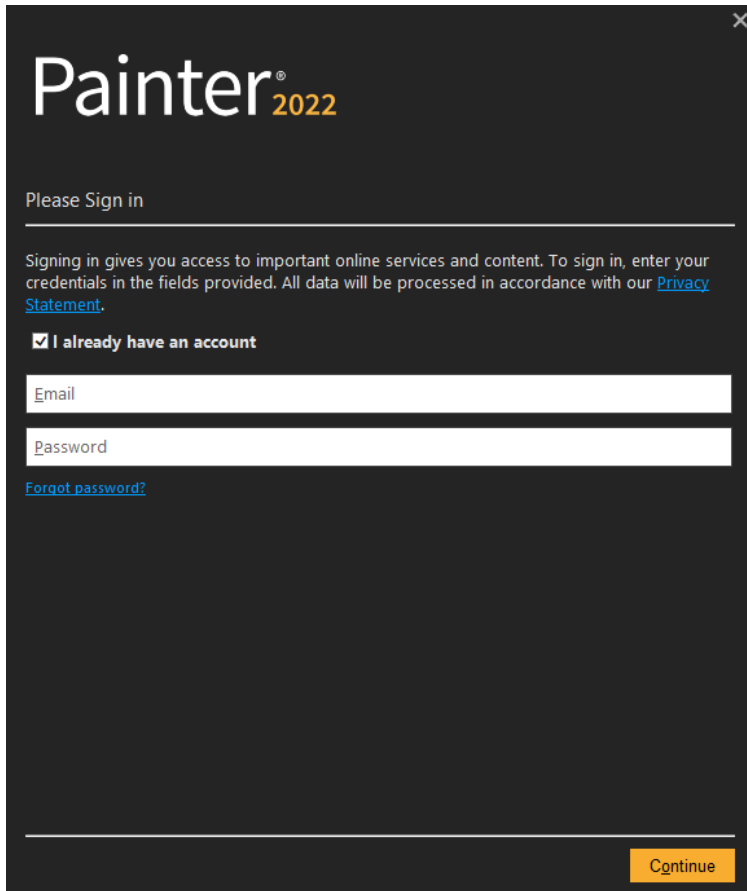 Painter®2022
Please Sign in
Signing in gives you access to important online services and content. To sign in, enter your
credentials in the fields provided. All data will be processed in accordance with our Privacy
Statement.
I already have an account
Email
Password
Forgot password?
Continue